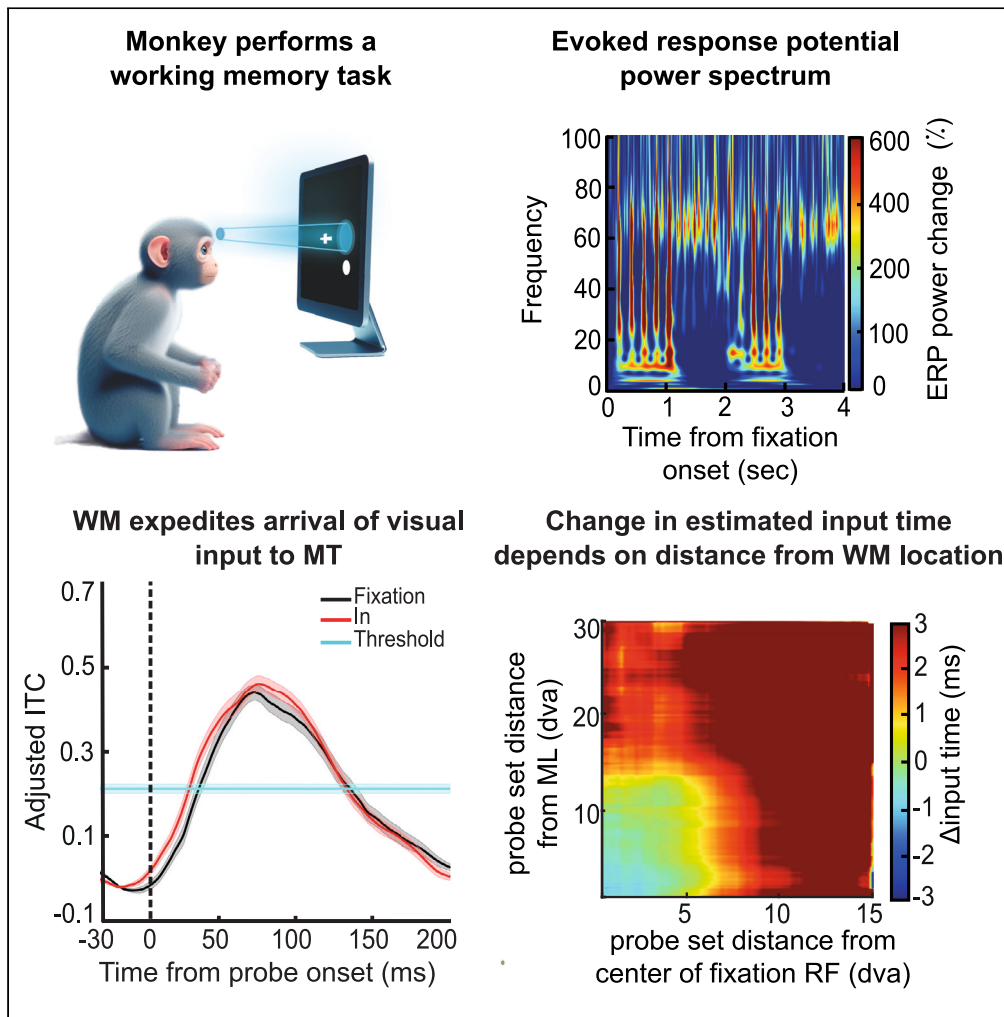 Monkey performs a
working memory task
Evoked response potential
power spectrum
100
80
60
40
20
0
Frequency
0 1 2 3 4
Time from fixation
onset (sec)
600
400
200
100
0
ERP power change (%)
WM expedites arrival of visual
input to MT
0.7
0.5
0.3
0.1
-0.1
Adjusted ITC
Fixation
In
Threshold
-30 0 50 100 150 200
Time from probe onset (ms)
Change in estimated input time
depends on distance from WM location
30
20
10
probe set distance
from ML (dva)
5 10 15
probe set distance from
center of fixation RF (dva)
3
2
1
0
-1
-2
-3
Δinput time (ms)